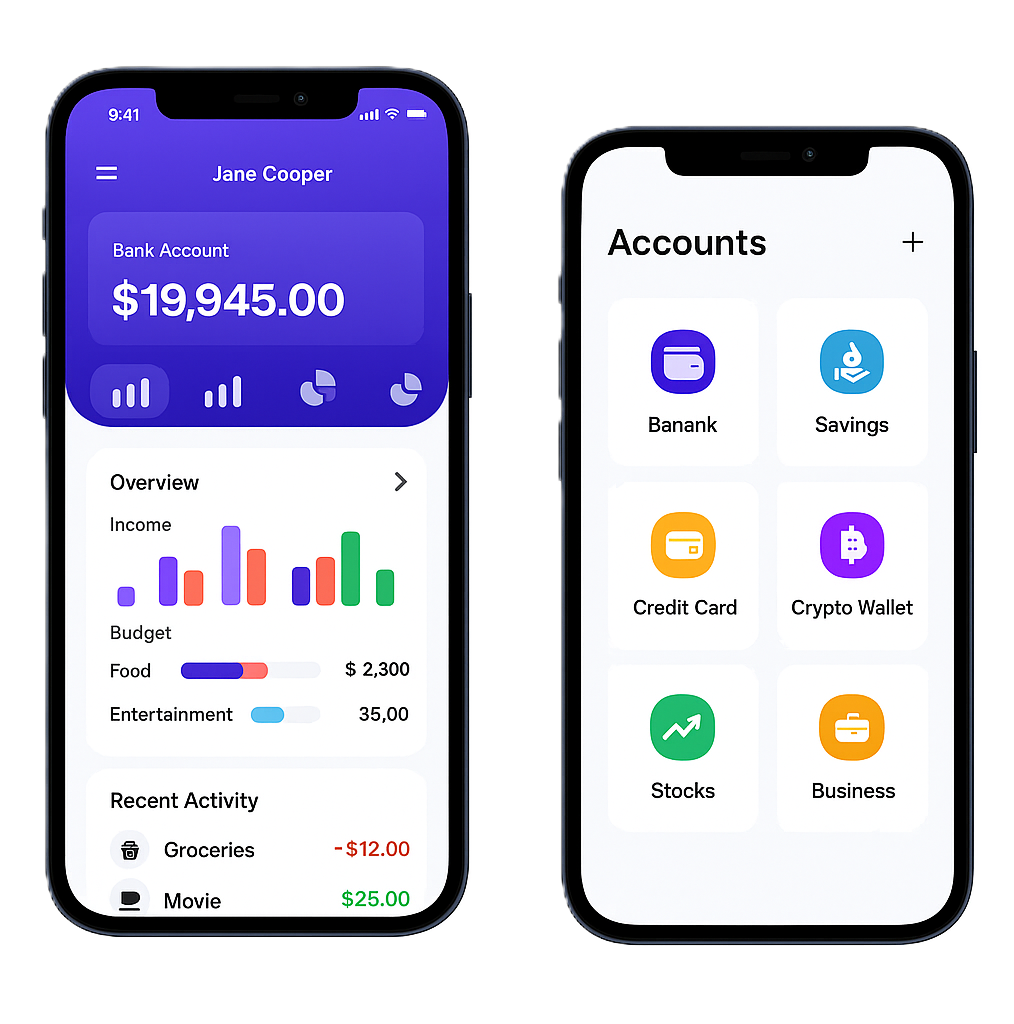 9:41
Jane Cooper
Bank Account
$19,945.00
Overview
Income
Budget
Food $ 2,300
Entertainment 35,00
Recent Activity
Groceries -$12.00
Movie $25.00
Accounts
Banank Savings
Credit Card Crypto Wallet
Stocks Business